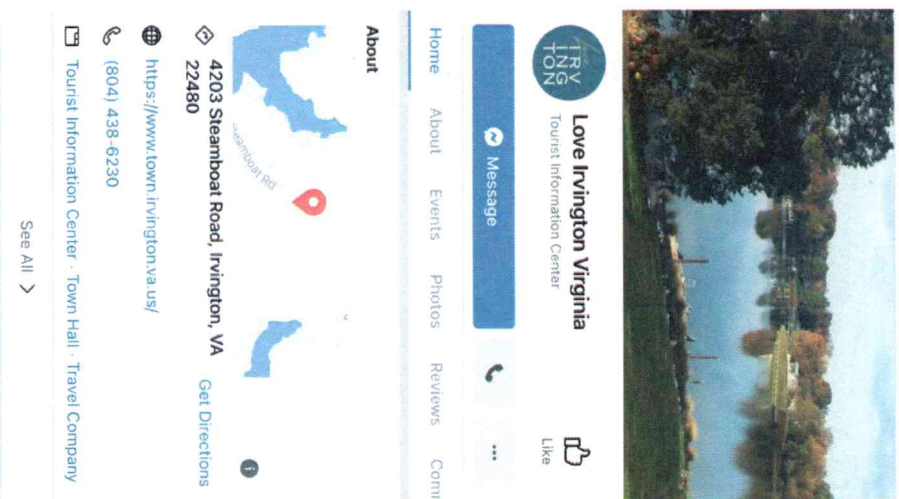 IRV
ING
TON
Love Irvington Virginia
Tourist Information Center
Like
Message
Home About Events Photos Reviews Com
About
eamboat Rd
4203 Steamboat Road, Irvington, VA
22480
Get Directions
https://www.town.irvington.va.us/
(804) 438-6230
Tourist Information Center · Town Hall · Travel Company
See All